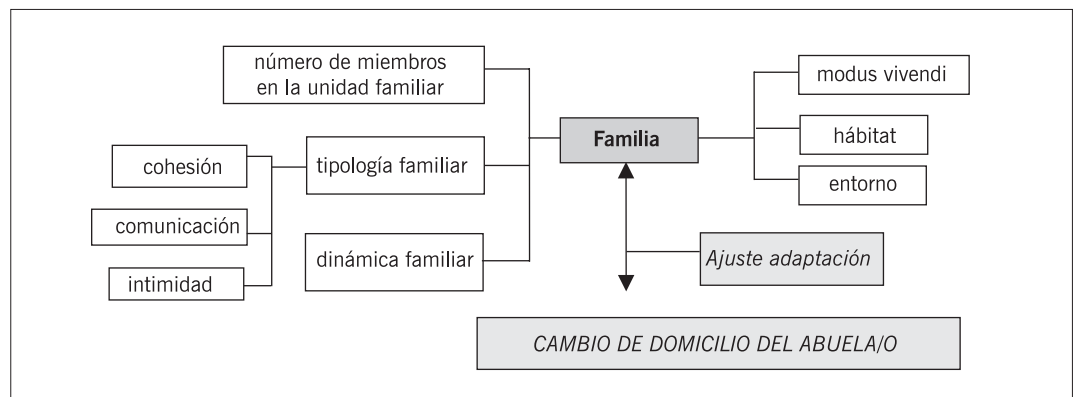 número de miembros
en la unidad familiar
modus vivendi
Familia
hábitat
cohesión
tipología familiar
entorno
comunicación
dinámica familiar
Ajuste adaptación
intimidad
CAMBIO DE DOMICILIO DEL ABUELA/O